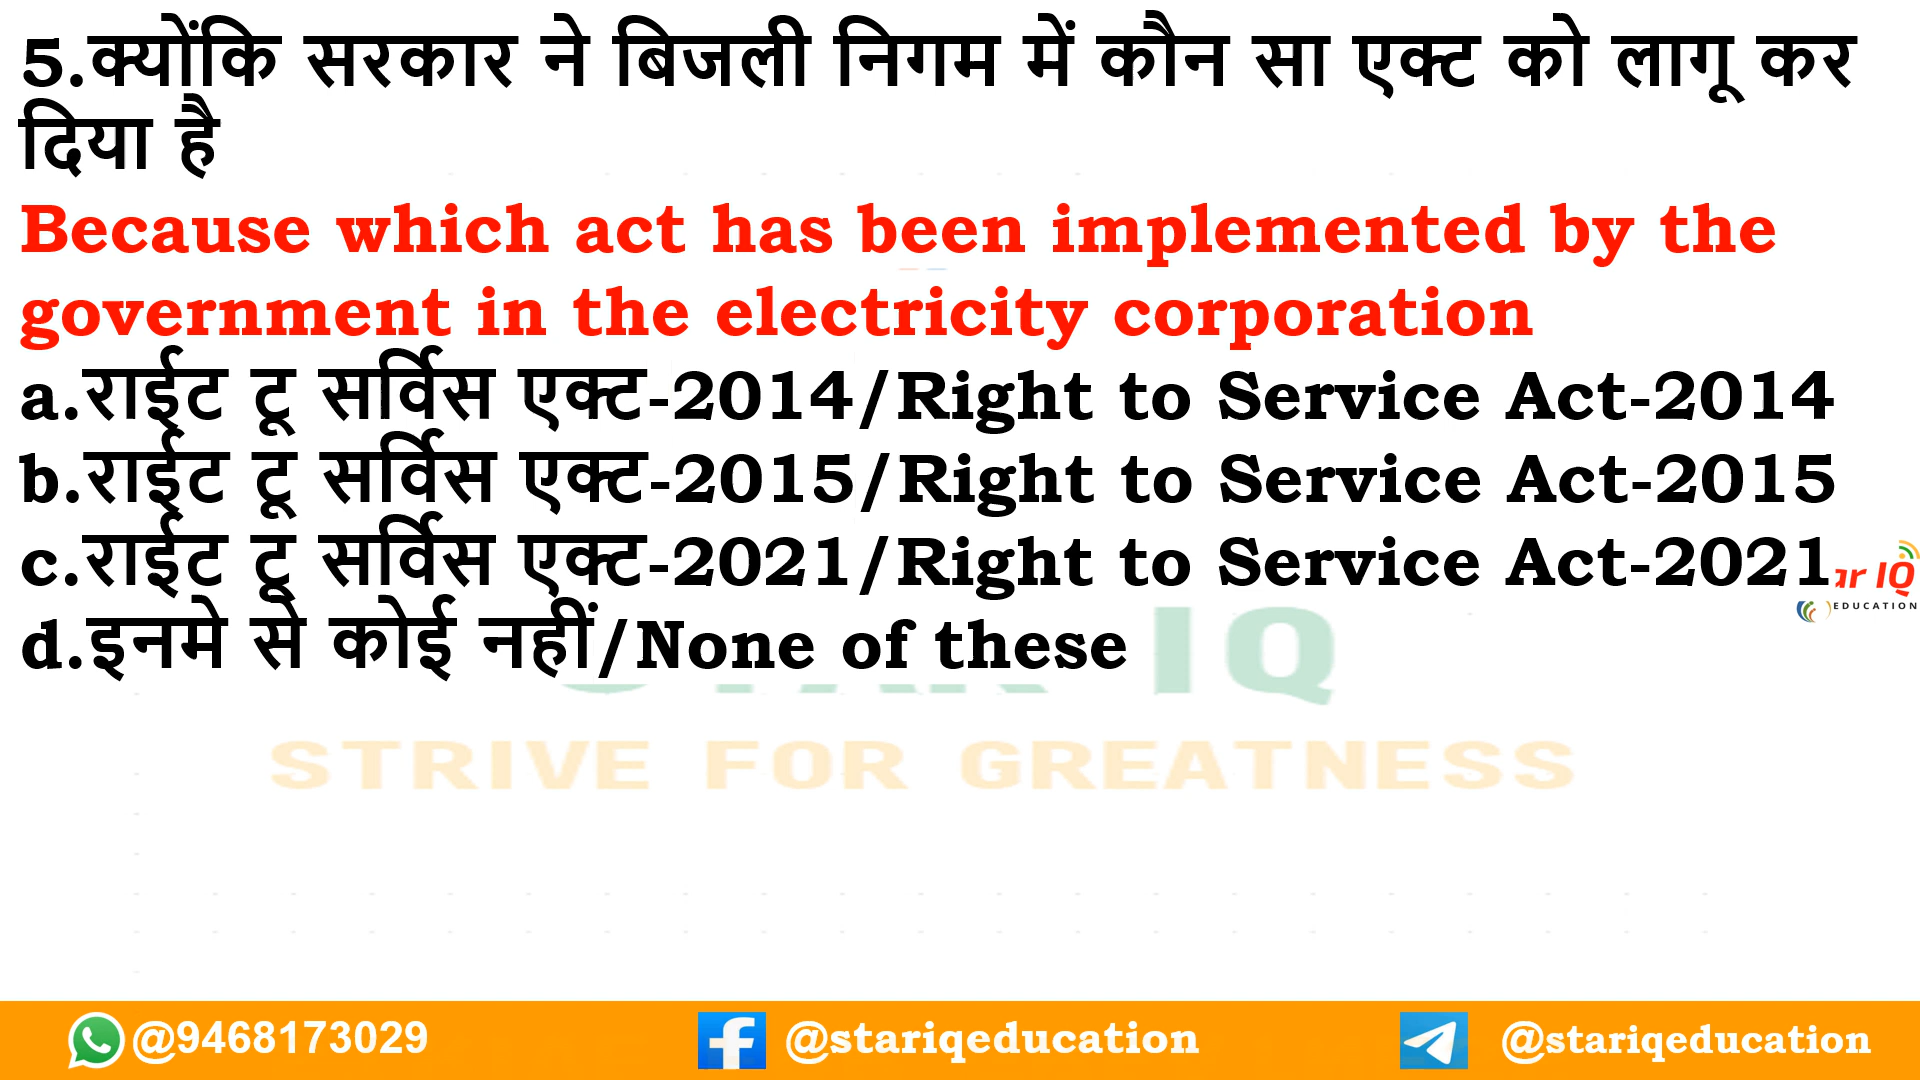 5.क्योंकि सरकार ने बिजली निगम में कौन सा एक्ट को लागू कर
दिया है
Because which act has been implemented by the
government in the electricity corporation
a.राईट टू सर्विस एक्ट-2014/Right to Service Act-2014
b.राईट टू सर्विस एक्ट-2015/Right to Service Act-2015
c.राईट टू सर्विस एक्ट-2021/Right to Service Act-2021
ar IQ
EDUCATION
d.इनमे से कोई नहीं/None of these
IQ
STRIVE FOR GREATNESS
@9468173029
@stariqeducation
@stariqeducation